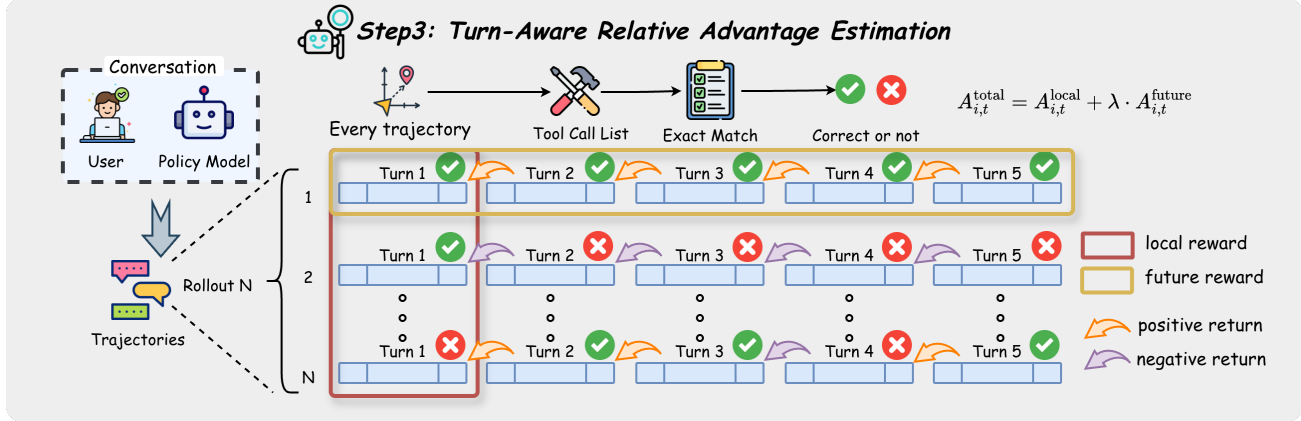 Step3: Turn-Aware Relative Advantage Estimation
Conversation
User
Policy Model
Every trajectory
Tool Call List
Exact Match
Correct or not
A_{i,t}^{total} = A_{i,t}^{local} + λ · A_{i,t}^{future}
Rollout N
Trajectories
1
Turn 1 Turn 2 Turn 3 Turn 4 Turn 5
2
Turn 1 Turn 2 Turn 3 Turn 4 Turn 5
N
Turn 1 Turn 2 Turn 3 Turn 4 Turn 5
local reward
future reward
positive return
negative return